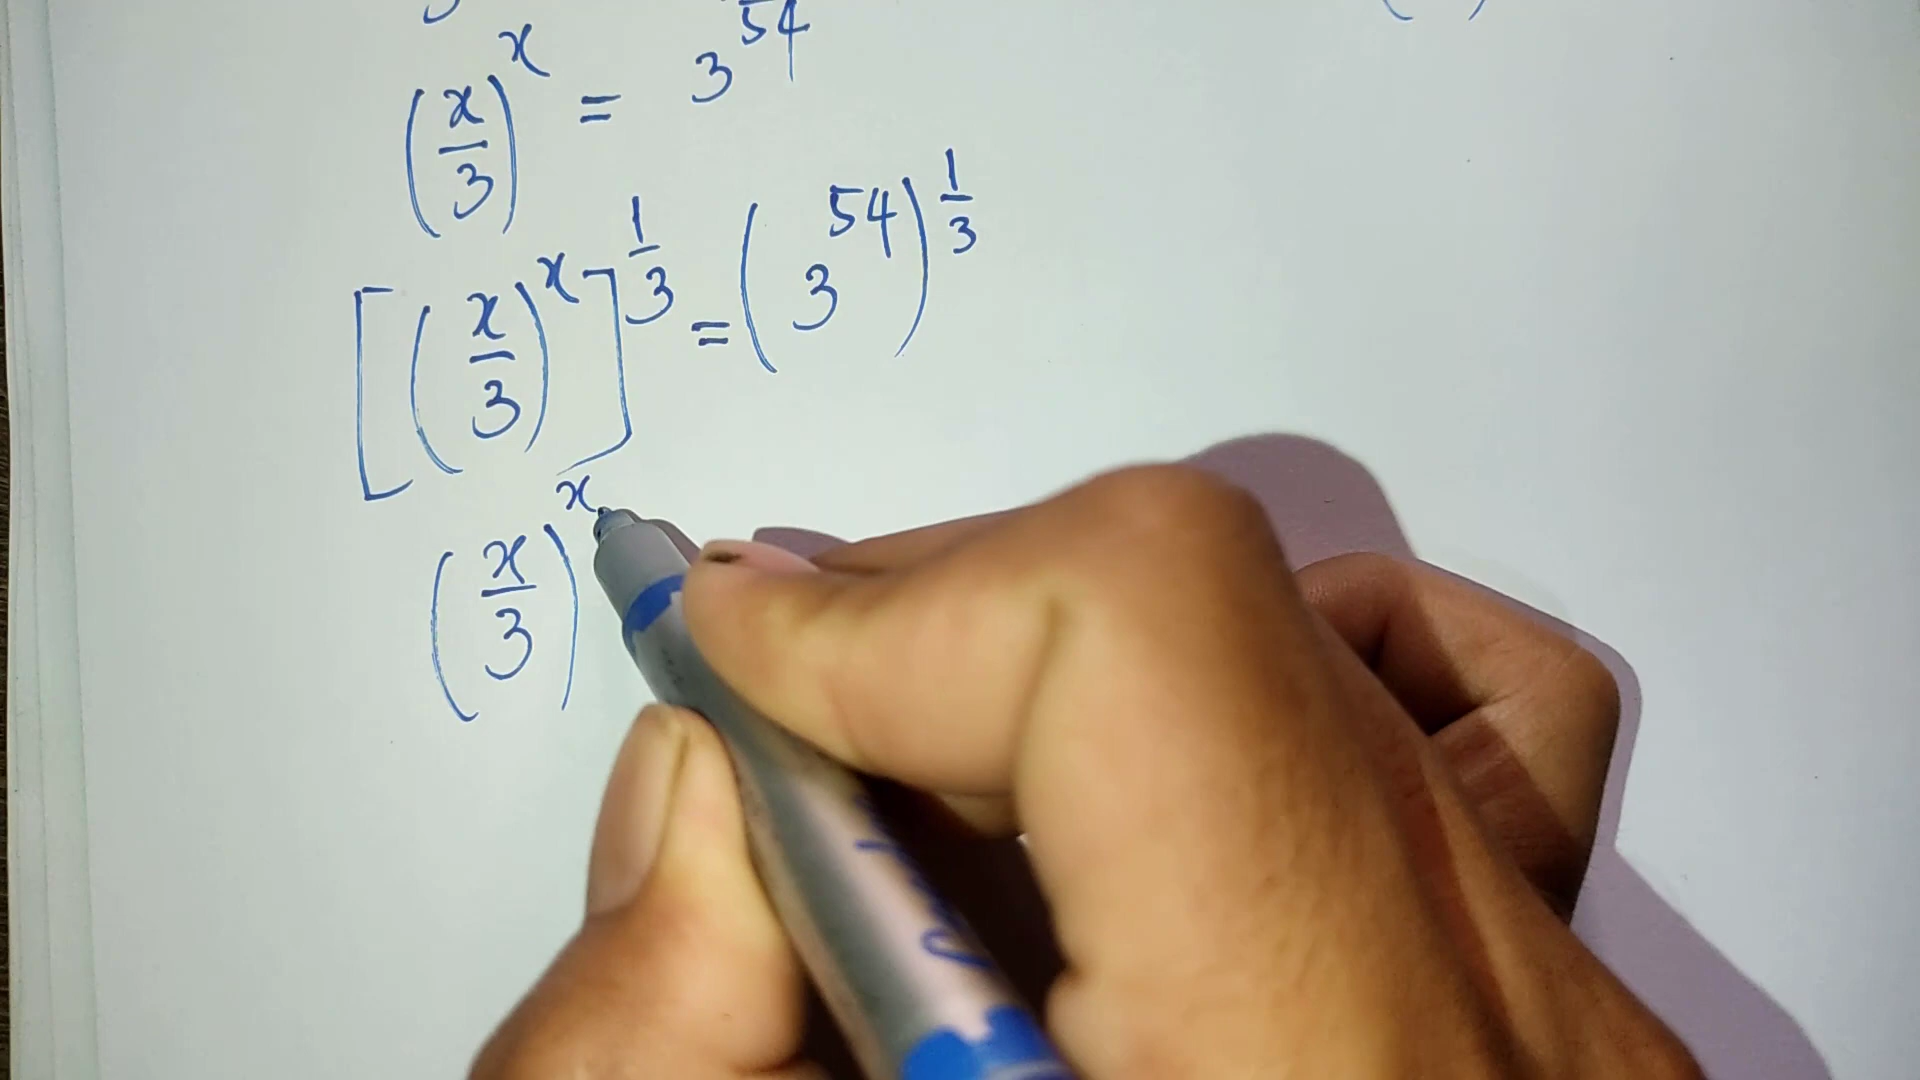 (x/3)^x = 3^54
[(x/3)^x]^(1/3) = (3^54)^(1/3)
(x/3)^x